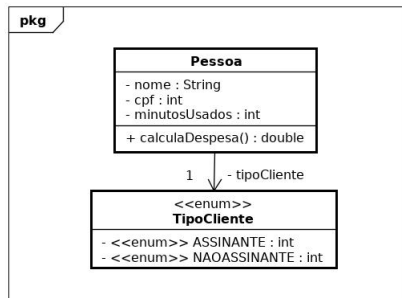 pkg
Pessoa
- nome : String
- cpf : int
- minutosUsados : int
+ calculaDespesa() : double
1 - tipoCliente
<<enum>>
TipoCliente
- <<enum>> ASSINANTE : int
- <<enum>> NAOASSINANTE : int